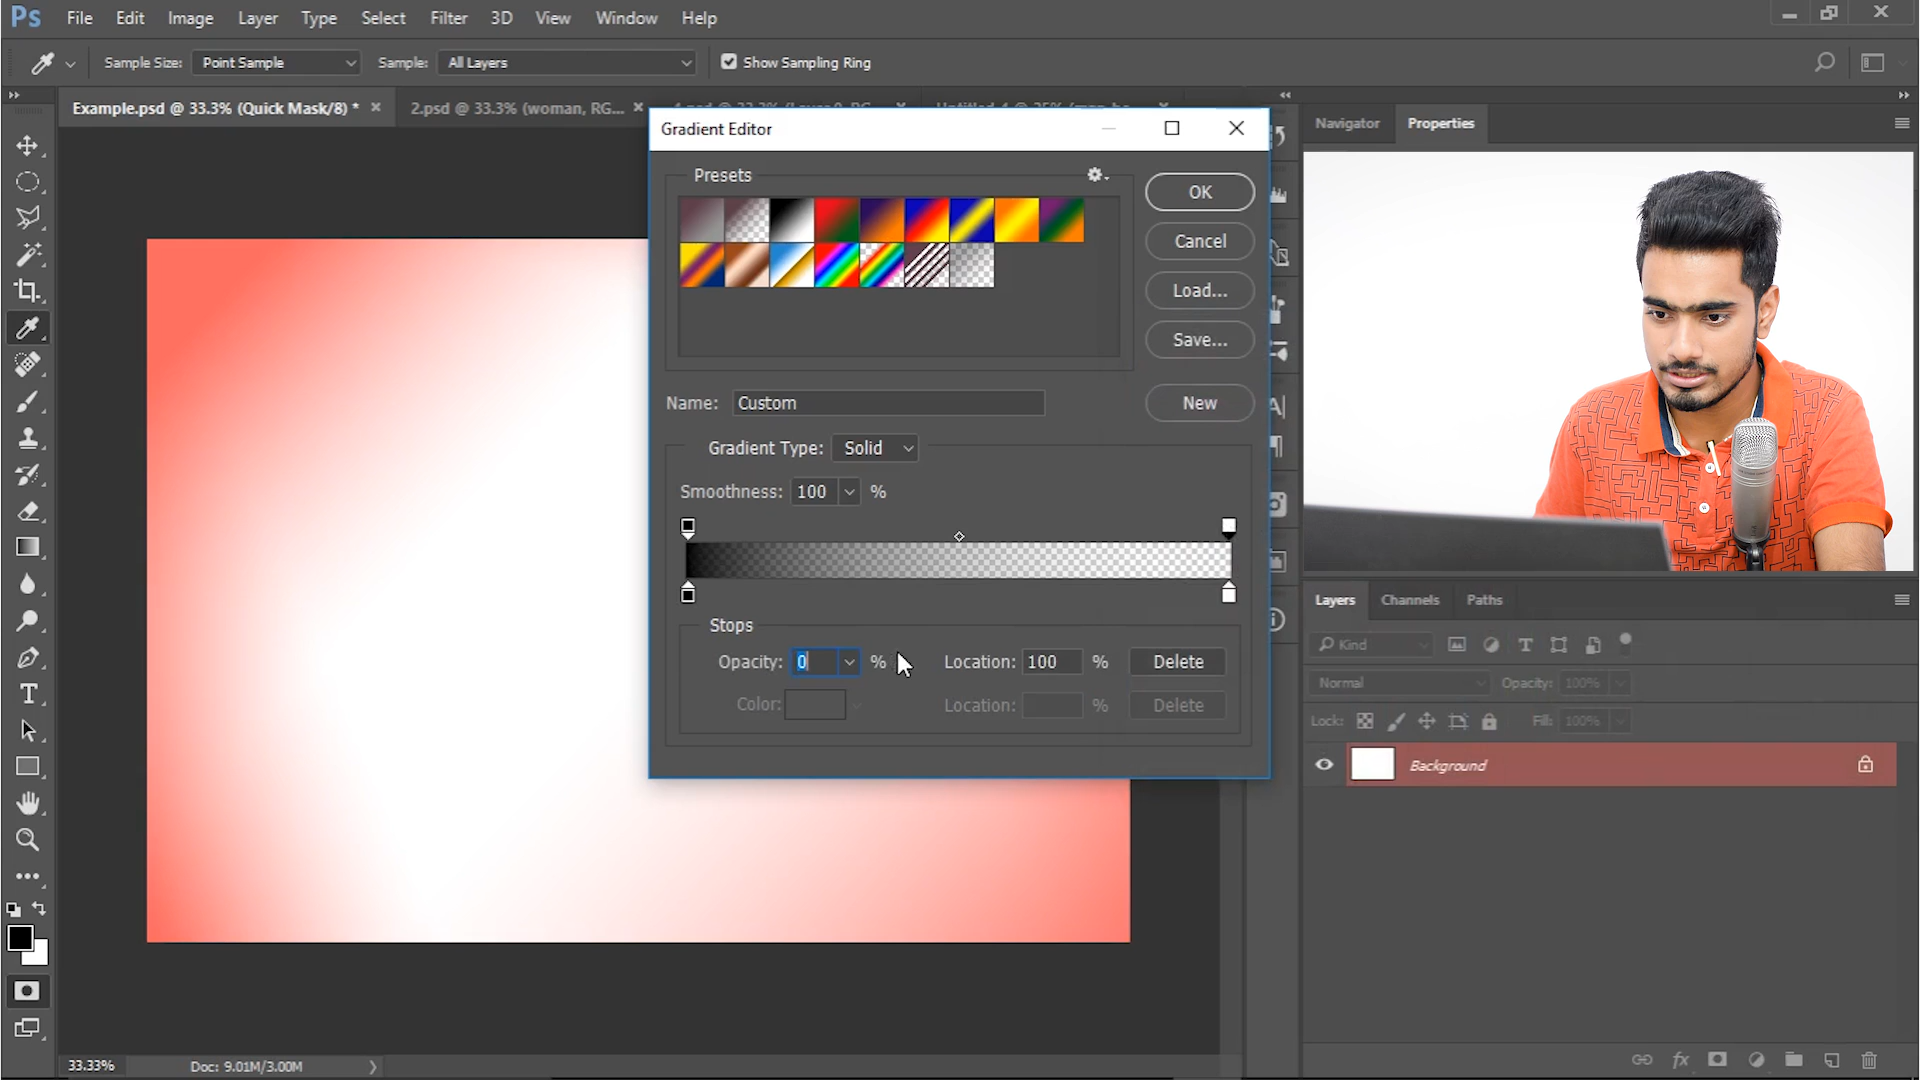 Ps File Edit Image Layer Type Select Filter 3D View Window Help
Sample Size: Point Sample Sample: All Layers Show Sampling Ring
Example.psd @ 33.3% (Quick Mask/8) * × 2.psd @ 33.3% (woman, RG... ×
Gradient Editor
Navigator Properties
Presets
OK
Cancel
Load...
Save...
Name: Custom
New
Gradient Type: Solid
Smoothness: 100 %
Stops
Opacity: 0 % Location: 100 % Delete
Color: Location: % Delete
Layers Channels Paths
Kind
Normal Opacity: 100%
Lock: Fill: 100%
Background
33.33% Doc: 9.01M/3.00M